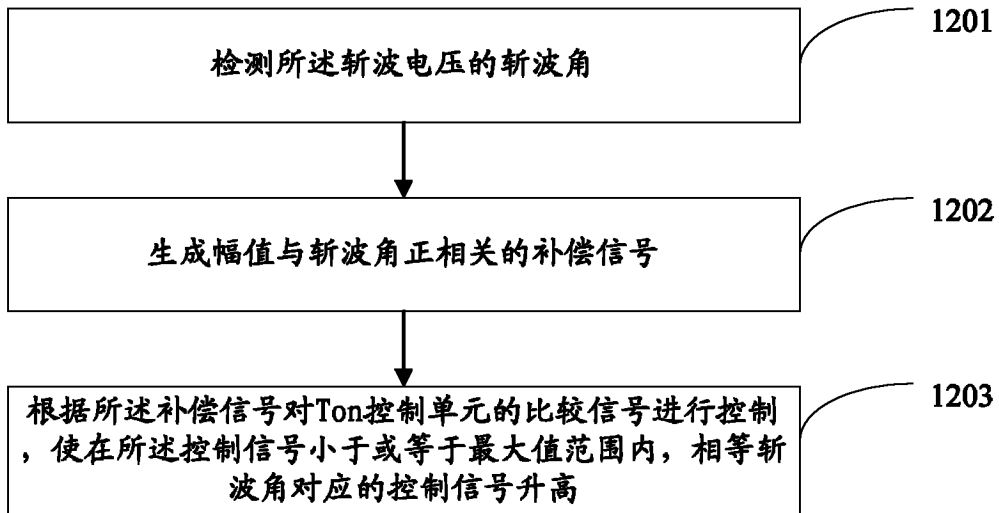 1201
检测所述斩波电压的斩波角
1202
生成幅值与斩波角正相关的补偿信号
1203
根据所述补偿信号对Ton控制单元的比较信号进行控制
,使在所述控制信号小于或等于最大值范围内，相等斩
波角对应的控制信号升高